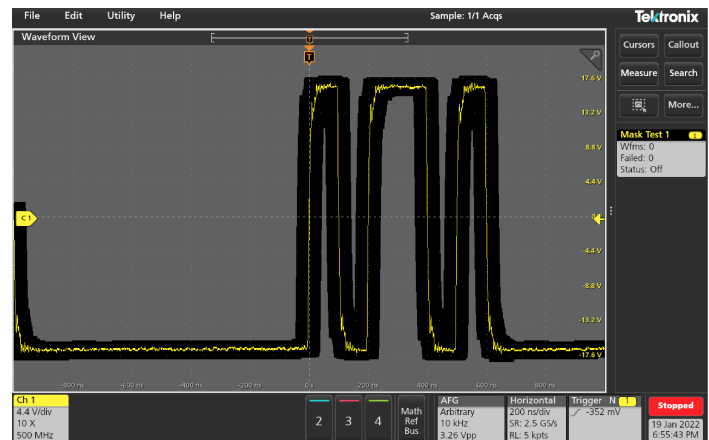 File Edit Utility Help Sample: 1/1 Acqs Tektronix
Waveform View
T
T
Cursors Callout
Measure Search
More...
Mask Test 1 1
Wfms: 0
Failed: 0
Status: Off
17.6 V
13.2 V
8.8 V
4.4 V
C 1
-4.4 V
-8.8 V
-13.2 V
-17.6 V
-800 ns -600 ns -400 ns -200 ns 0 s 200 ns 400 ns 600 ns 800 ns
Ch 1
4.4 V/div
10 X
500 MHz
2 3 4
Math
Ref
Bus
AFG
Arbitrary
10 kHz
3.26 Vpp
Horizontal
200 ns/div
SR: 2.5 GS/s
RL: 5 kpts
Trigger N 1
-352 mV
Stopped
19 Jan 2022
6:55:43 PM